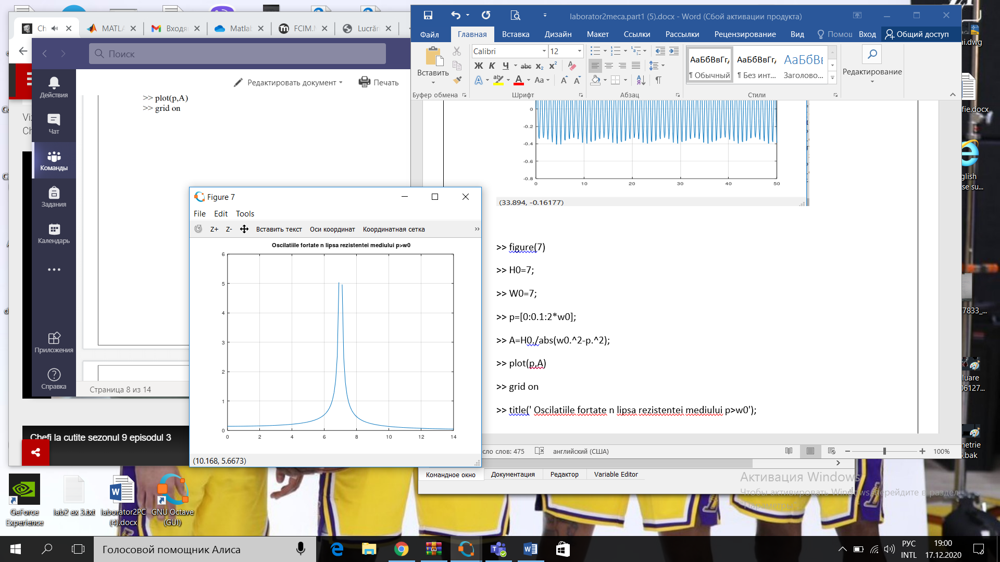 Ch
MATLA
Входя
Matlab
FCIM.M
Lucrăr
Поиск
Действия
Чат
Команды
Задания
Календарь
Приложения
Справка
Редактировать документ
Печать
>> plot(p,A)
>> grid on
Страница 8 из 14
Chefi la cutite sezonul 9 episodul 3
laborator2meca.part1 (5).docx - Word (Сбой активации продукта)
Файл Главная Вставка Дизайн Макет Ссылки Рассылки Рецензирование Вид Помощ Вход Общий доступ
Вставить
Calibri 12
Ж К Ч abc x₂ x²
Aa
АаБбВвГг, АаБбВвГг, АаБбВв
¶ Обычный ¶ Без инт... Заголово...
Редактирование
Буфер обмена Шрифт Абзац Стили
0
-0.2
-0.4
-0.6
-0.8
0 10 20 30 40 50
(33.894, -0.16177)
>> figure(7)
>> H0=7;
>> W0=7;
>> p=[0:0.1:2*w0];
>> A=H0./abs(w0.^2-p.^2);
>> plot(p,A)
>> grid on
>> title(' Oscilatiile fortate n lipsa rezistentei mediului p>w0');
ло слов: 475 английский (США) 100%
Figure 7
File Edit Tools
Z+ Z- Вставить текст Оси координат Координатная сетка »
Oscilatiile fortate n lipsa rezistentei mediului p>w0
6
5
4
3
2
1
0
0 2 4 6 8 10 12 14
(10.168, 5.6673)
Командное окно Документация Редактор Variable Editor
Активация Windows
Чтобы активировать Windows, перейдите в раздел
"Параметры".
ai.dwg
fie.docx
glish
se su...
7833_...
luare
06127...
netrie
.bak
GeForce
Experience
lab2 ex 3.txt
laborator2PC
(4).docx
GNU Octave
(GUI)
Голосовой помощник Алиса
РУС
INTL
19:00
17.12.2020